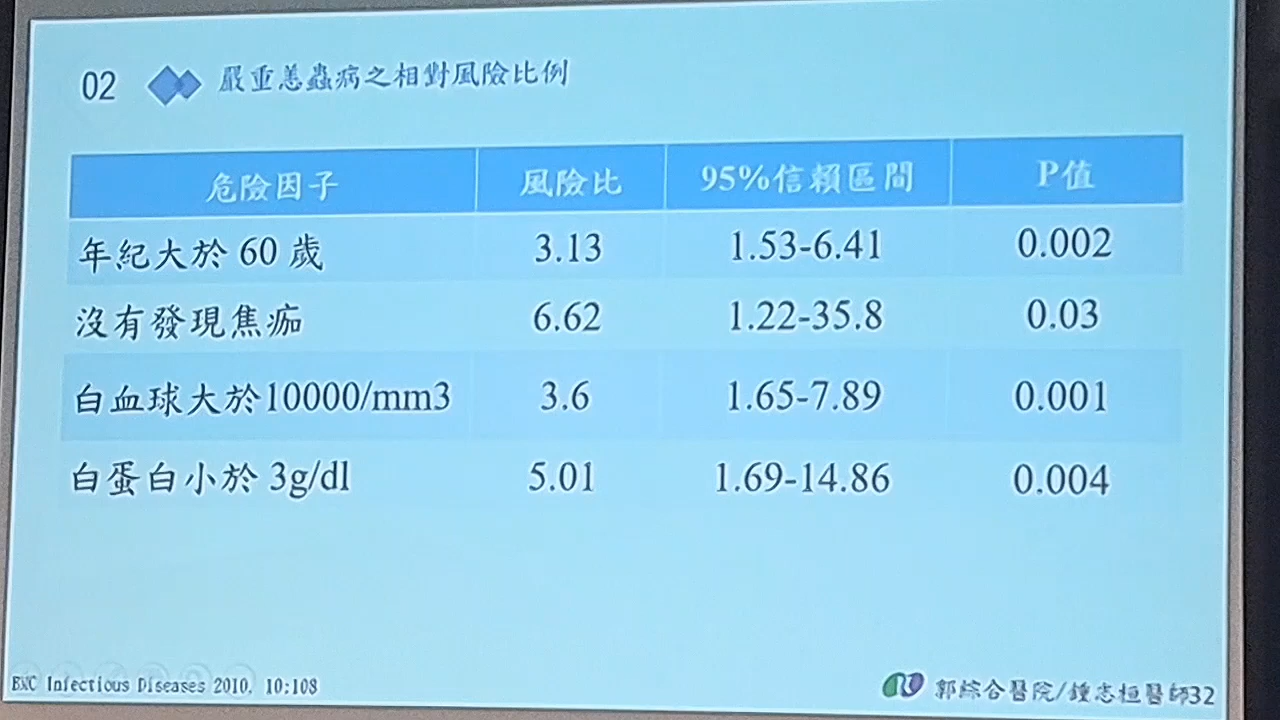 02 嚴重恙蟲病之相對風險比例
危險因子 風險比 95%信賴區間 P值
年紀大於 60 歲 3.13 1.53-6.41 0.002
沒有發現焦痂 6.62 1.22-35.8 0.03
白血球大於10000/mm3 3.6 1.65-7.89 0.001
白蛋白小於 3g/dl 5.01 1.69-14.86 0.004
BMC Infectious Diseases 2010, 10:108
郭綜合醫院/鍾志桓醫師32